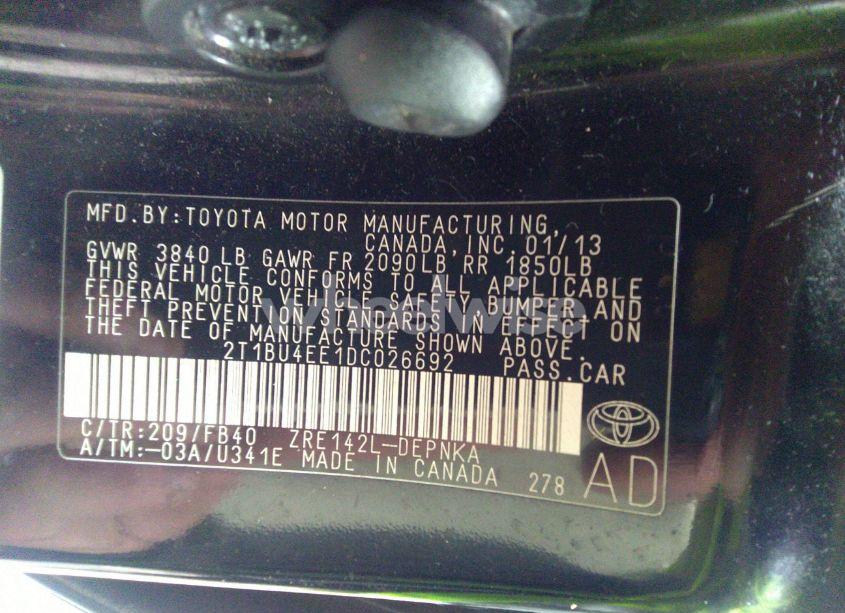 MFD.BY:TOYOTA MOTOR MANUFACTURING,
CANADA,INC.01/13
GVWR 3840 LB GAWR FR 2090LB RR 1850LB
THIS VEHICLE CONFORMS TO ALL APPLICABLE
FEDERAL MOTOR VEHICLE SAFETY,BUMPER,AND
THEFT PREVENTION STANDARDS IN EFFECT ON
THE DATE OF MANUFACTURE SHOWN ABOVE.
2T1BU4EE1DC026692 PASS.CAR
C/TR:209/FB40 ZRE142L-DEPNKA
A/TM:-03A/U341E MADE IN CANADA 278 AD
wheelwise